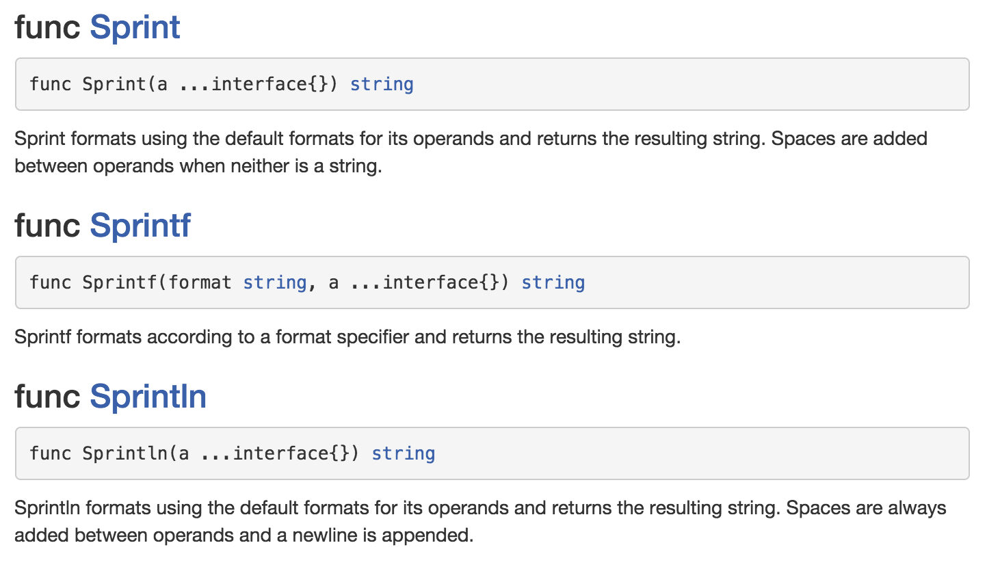 func Sprint
func Sprint(a ...interface{}) string
Sprint formats using the default formats for its operands and returns the resulting string. Spaces are added
between operands when neither is a string.
func Sprintf
func Sprintf(format string, a ...interface{}) string
Sprintf formats according to a format specifier and returns the resulting string.
func Sprintln
func Sprintln(a ...interface{}) string
Sprintln formats using the default formats for its operands and returns the resulting string. Spaces are always
added between operands and a newline is appended.